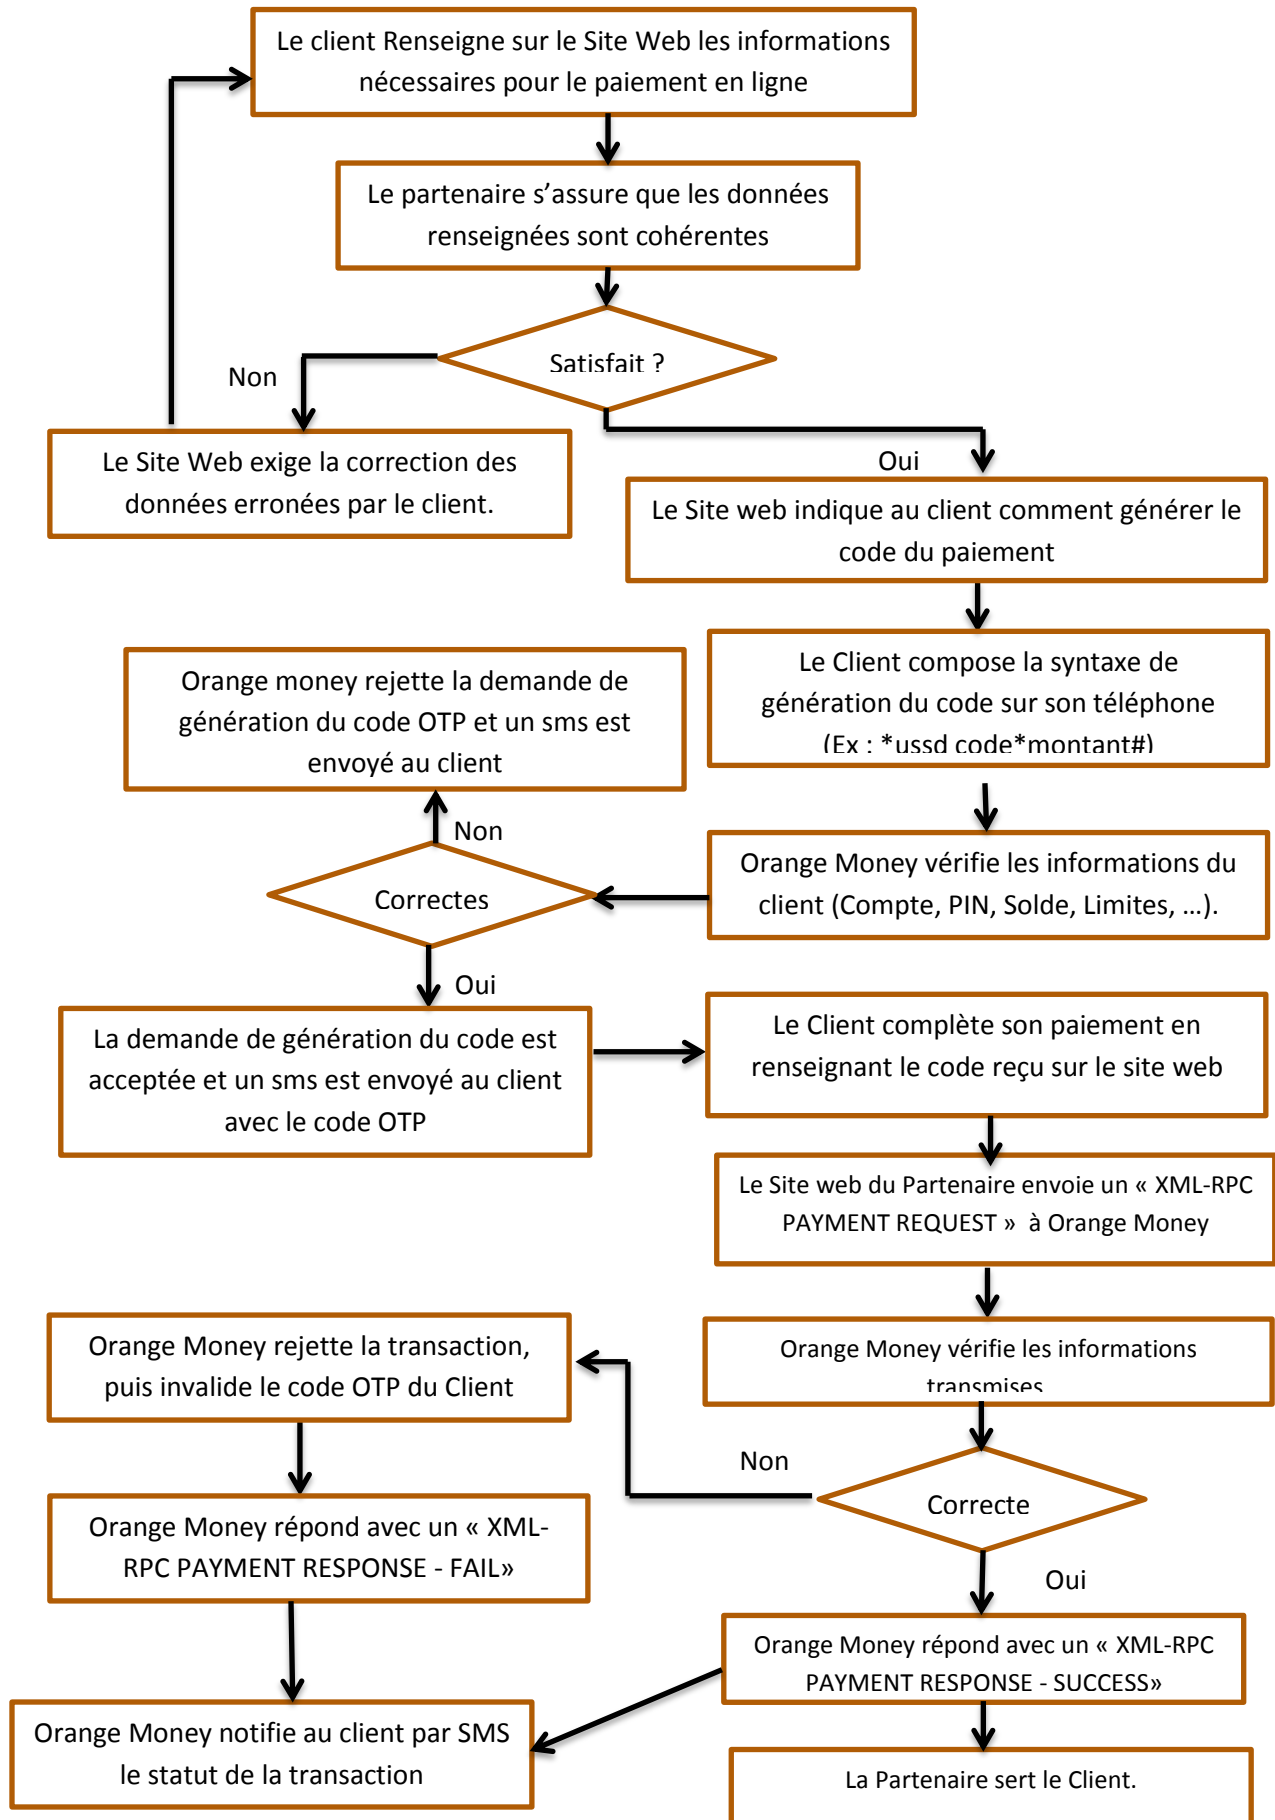 Le client Renseigne sur le Site Web les informations
nécessaires pour le paiement en ligne
Le partenaire s’assure que les données
renseignées sont cohérentes
Satisfait ?
Non
Oui
Le Site Web exige la correction des
données erronées par le client.
Le Site web indique au client comment générer le
code du paiement
Le Client compose la syntaxe de
génération du code sur son téléphone
(Ex : *ussd code*montant#)
Orange money rejette la demande de
génération du code OTP et un sms est
envoyé au client
Non
Orange Money vérifie les informations du
client (Compte, PIN, Solde, Limites, …).
Correctes
Oui
La demande de génération du code est
acceptée et un sms est envoyé au client
avec le code OTP
Le Client complète son paiement en
renseignant le code reçu sur le site web
Le Site web du Partenaire envoie un « XML-RPC
PAYMENT REQUEST » à Orange Money
Orange Money vérifie les informations
transmises
Orange Money rejette la transaction,
puis invalide le code OTP du Client
Non
Correcte
Oui
Orange Money répond avec un « XML-
RPC PAYMENT RESPONSE - FAIL»
Orange Money répond avec un « XML-RPC
PAYMENT RESPONSE - SUCCESS»
Orange Money notifie au client par SMS
le statut de la transaction
La Partenaire sert le Client.